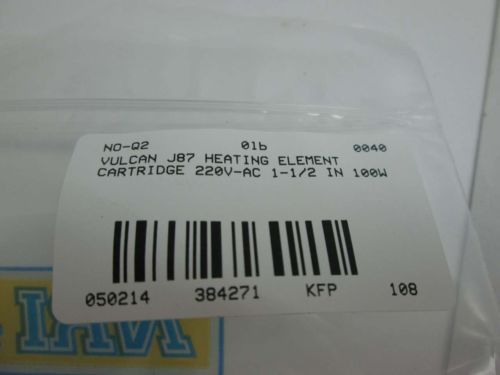 NO-Q2 01b 0040
VULCAN J87 HEATING ELEMENT
CARTRIDGE 220V-AC 1-1/2 IN 100W
050214 384271 KFP 108